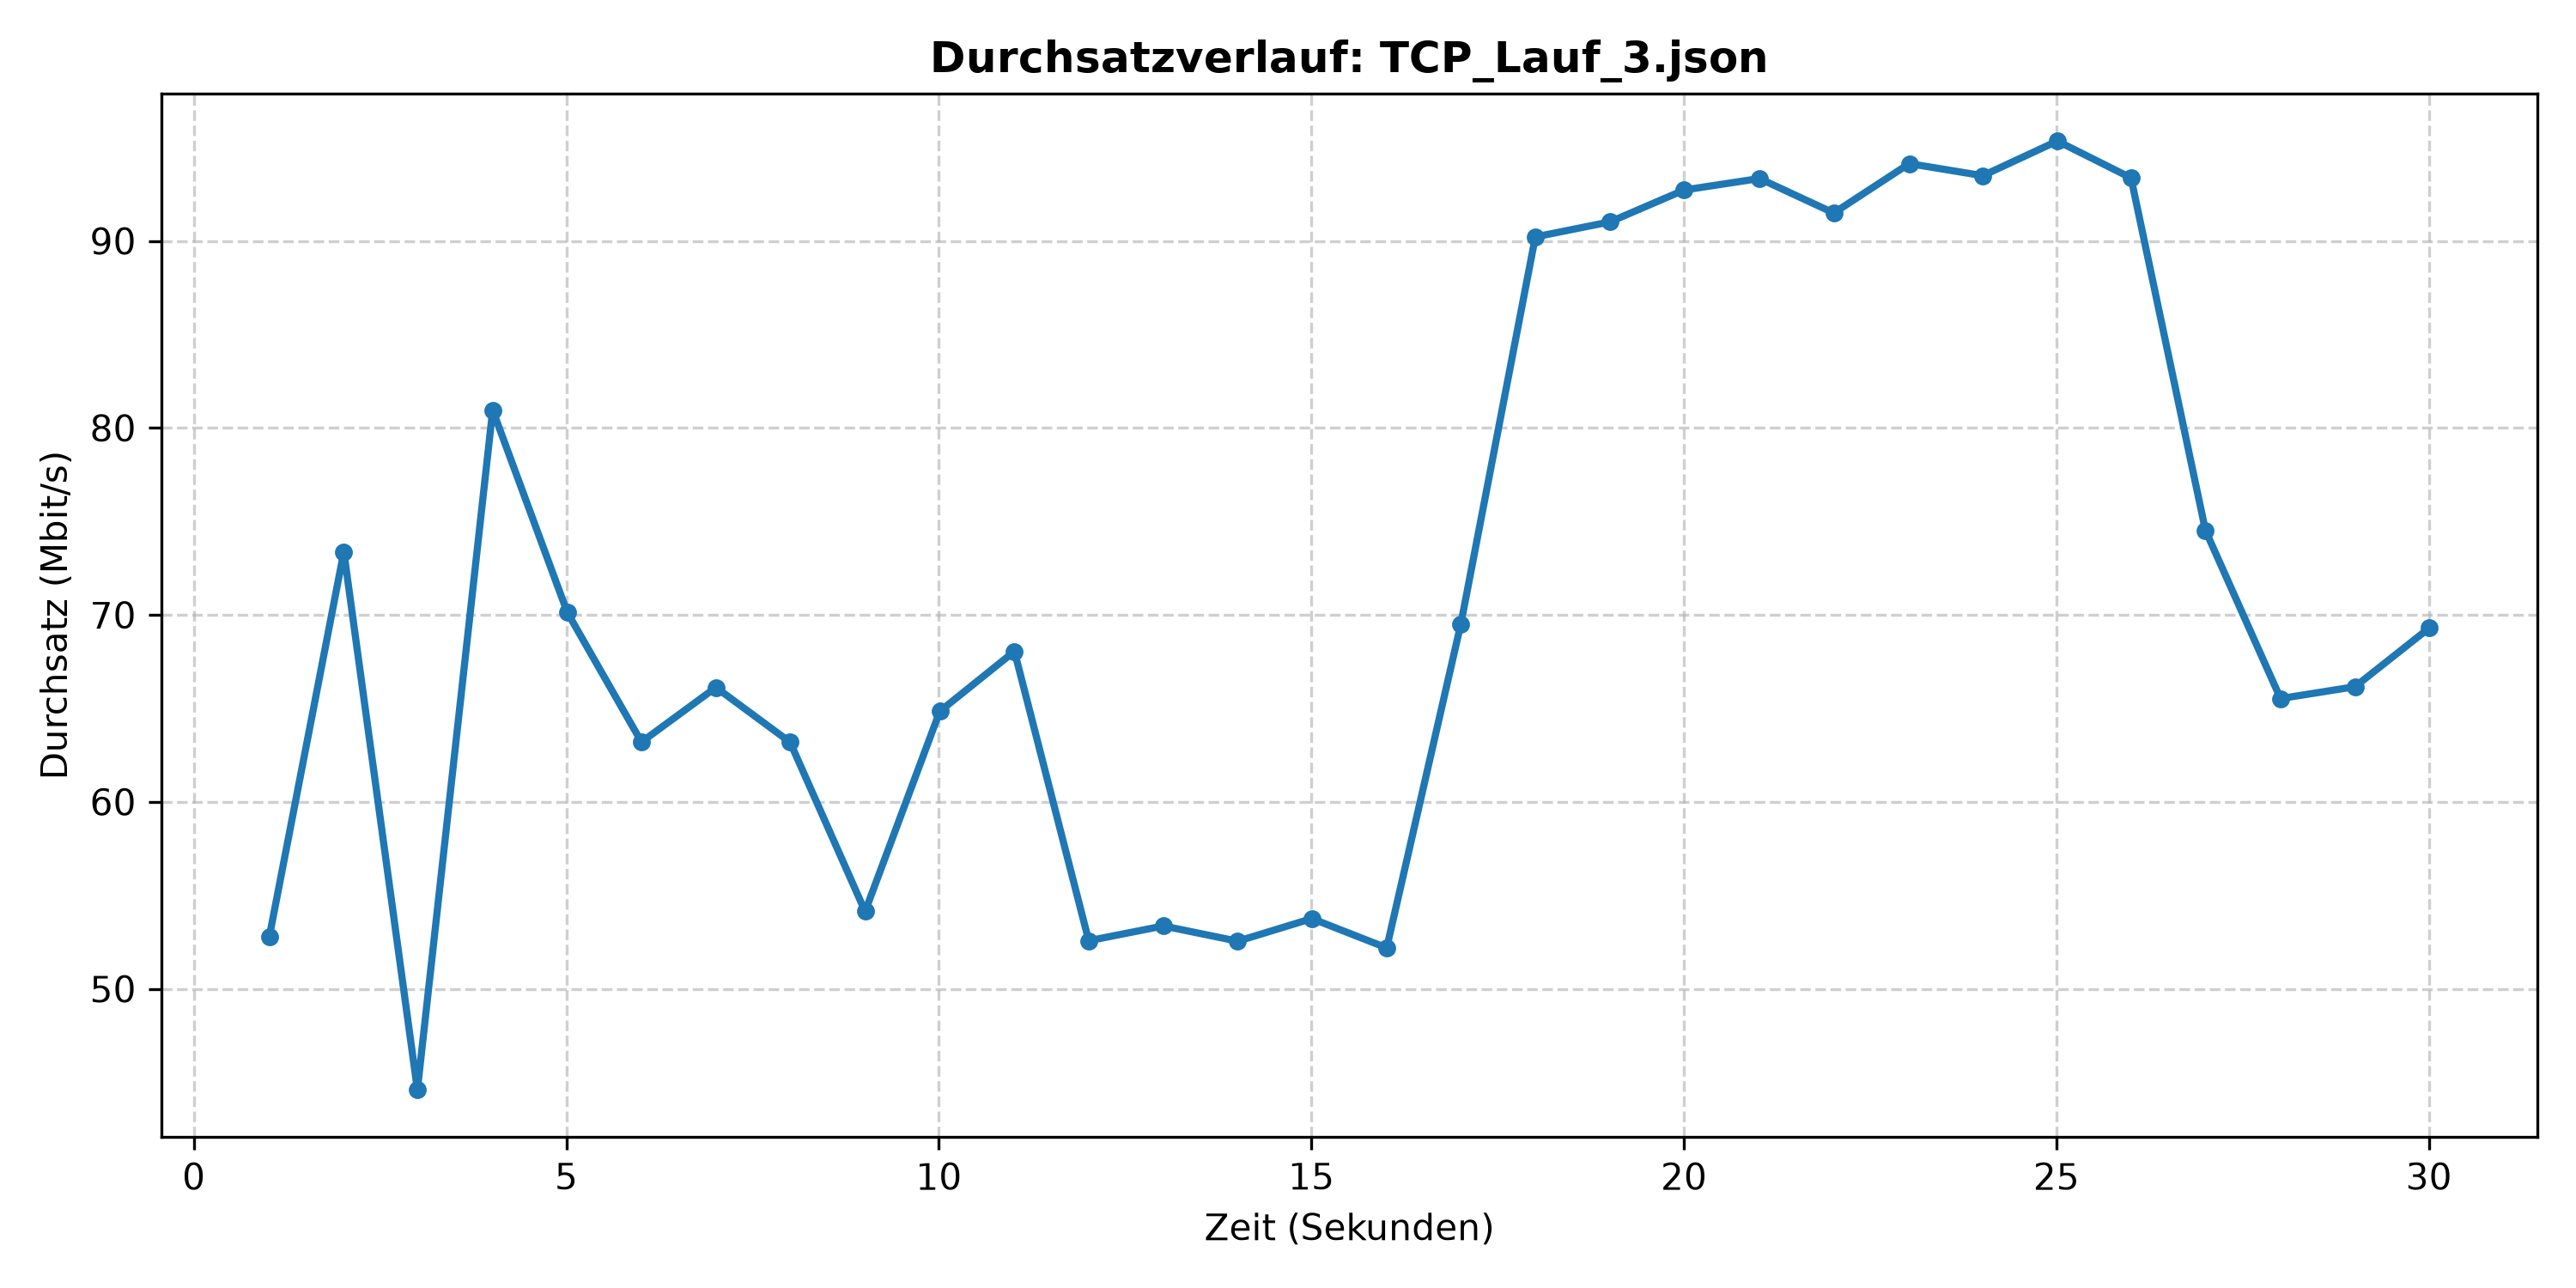 Durchsatzverlauf: TCP_Lauf_3.json
Durchsatz (Mbit/s)
90
80
70
60
50
0 5 10 15 20 25 30
Zeit (Sekunden)